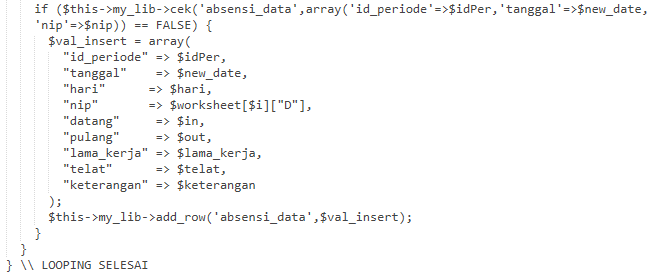 if ($this->my_lib->cek('absensi_data',array('id_periode'=>$idPer,'tanggal'=>$new_date,
'nip'=>$nip)) == FALSE) {
$val_insert = array(
"id_periode" => $idPer,
"tanggal" => $new_date,
"hari" => $hari,
"nip" => $worksheet[$i]["D"],
"datang" => $in,
"pulang" => $out,
"lama_kerja" => $lama_kerja,
"telat" => $telat,
"keterangan" => $keterangan
);
$this->my_lib->add_row('absensi_data',$val_insert);
}
}
} \\ LOOPING SELESAI